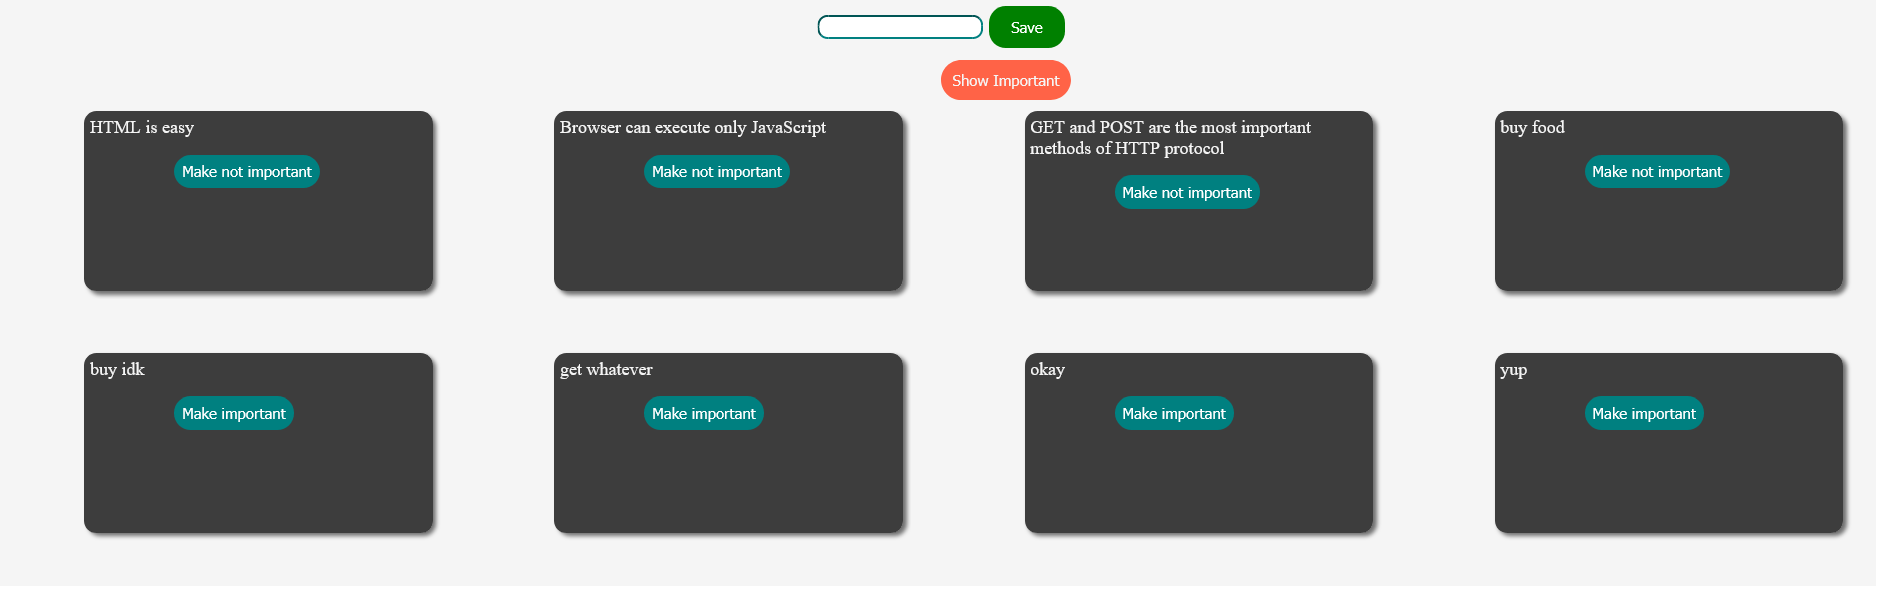 Save
Show Important
HTML is easy
Make not important
Browser can execute only JavaScript
Make not important
GET and POST are the most important
methods of HTTP protocol
Make not important
buy food
Make not important
buy idk
Make important
get whatever
Make important
okay
Make important
yup
Make important